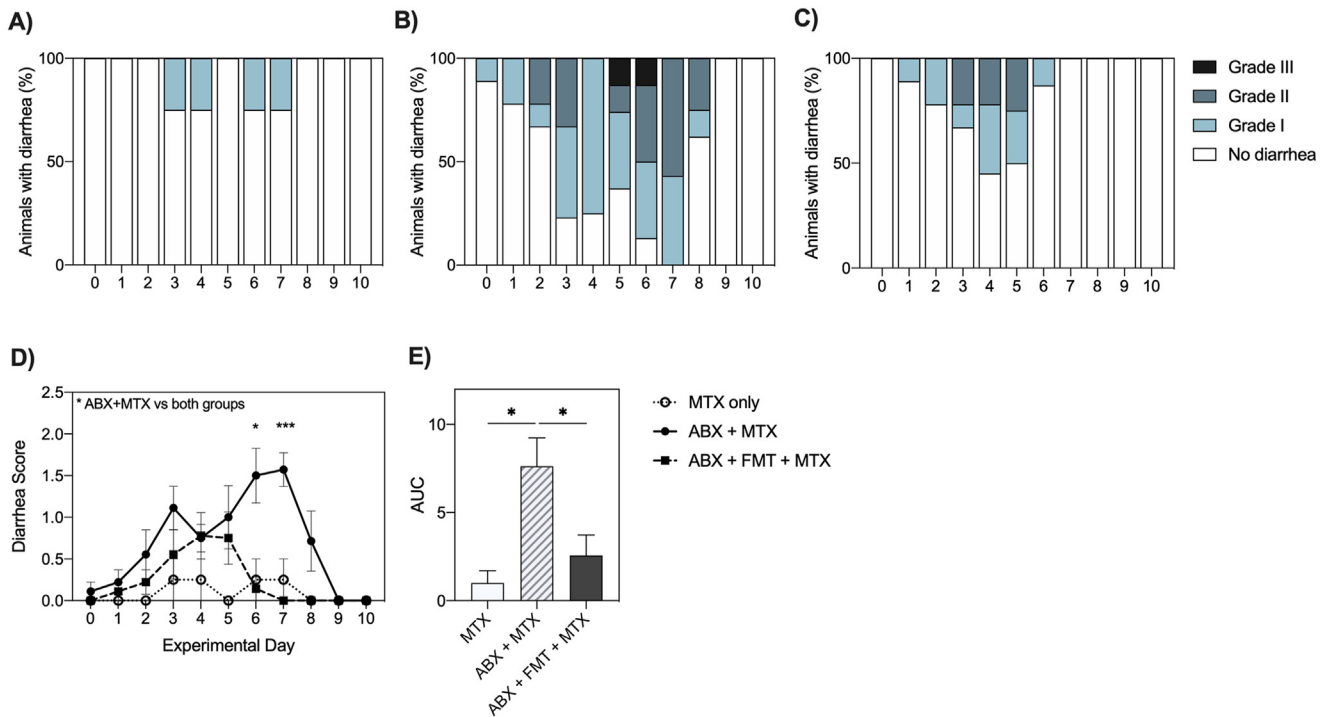 A)
Animals with diarrhea (%)
100
50
0
0 1 2 3 4 5 6 7 8 9 10
B)
Animals with diarrhea (%)
100
50
0
0 1 2 3 4 5 6 7 8 9 10
C)
Animals with diarrhea (%)
100
50
0
0 1 2 3 4 5 6 7 8 9 10
Grade III
Grade II
Grade I
No diarrhea
D)
Diarrhea Score
2.5
2.0
1.5
1.0
0.5
0.0
* ABX+MTX vs both groups
* ***
0 1 2 3 4 5 6 7 8 9 10
Experimental Day
E)
AUC
10
5
0
* *
MTX
ABX + MTX
ABX + FMT + MTX
MTX only
ABX + MTX
ABX + FMT + MTX